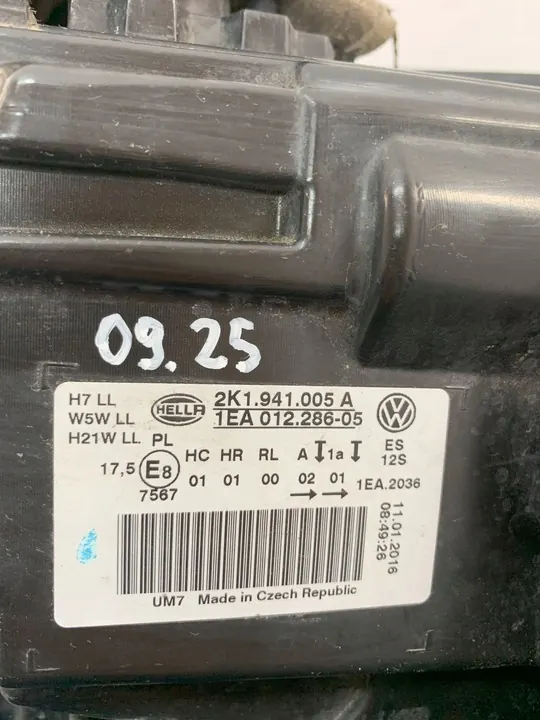 09.25
H7 LL
W5W LL
H21W LL PL
HELLA
2K1.941.005 A
1EA 012.286-05
VW
ES
12S
HC HR RL A 1a
17,5 E8 01 01 00 02 01 1EA.2036
7567
11.01.2016
08:49:26
UM7 Made in Czech Republic